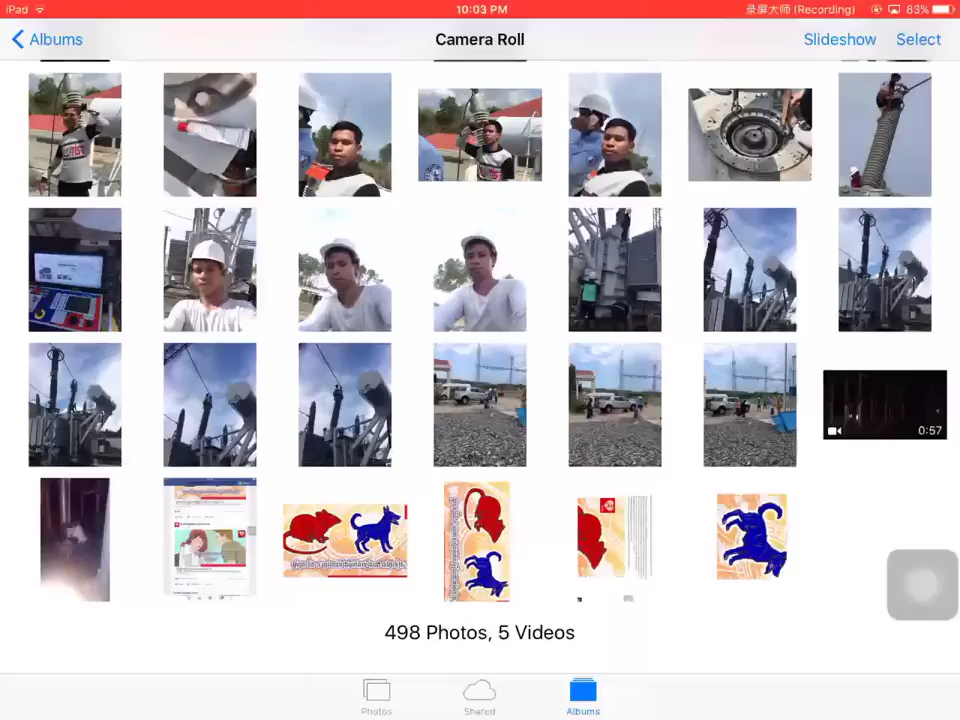 iPad
10:03 PM
录屏大师 (Recording)
83%
Albums
Camera Roll
Slideshow
Select
0:57
498 Photos, 5 Videos
Photos
Shared
Albums